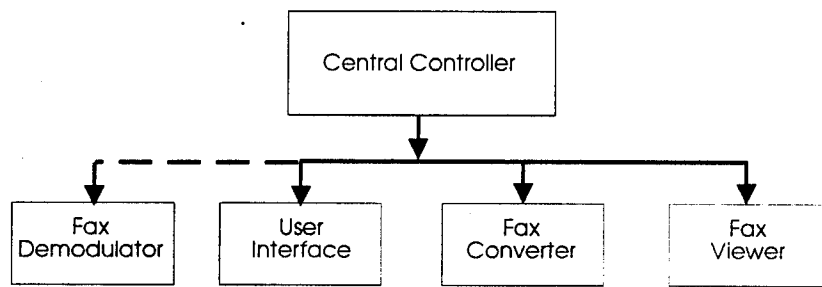 Central Controller
Fax
Demodulator
User
Interface
Fax
Converter
Fax
Viewer